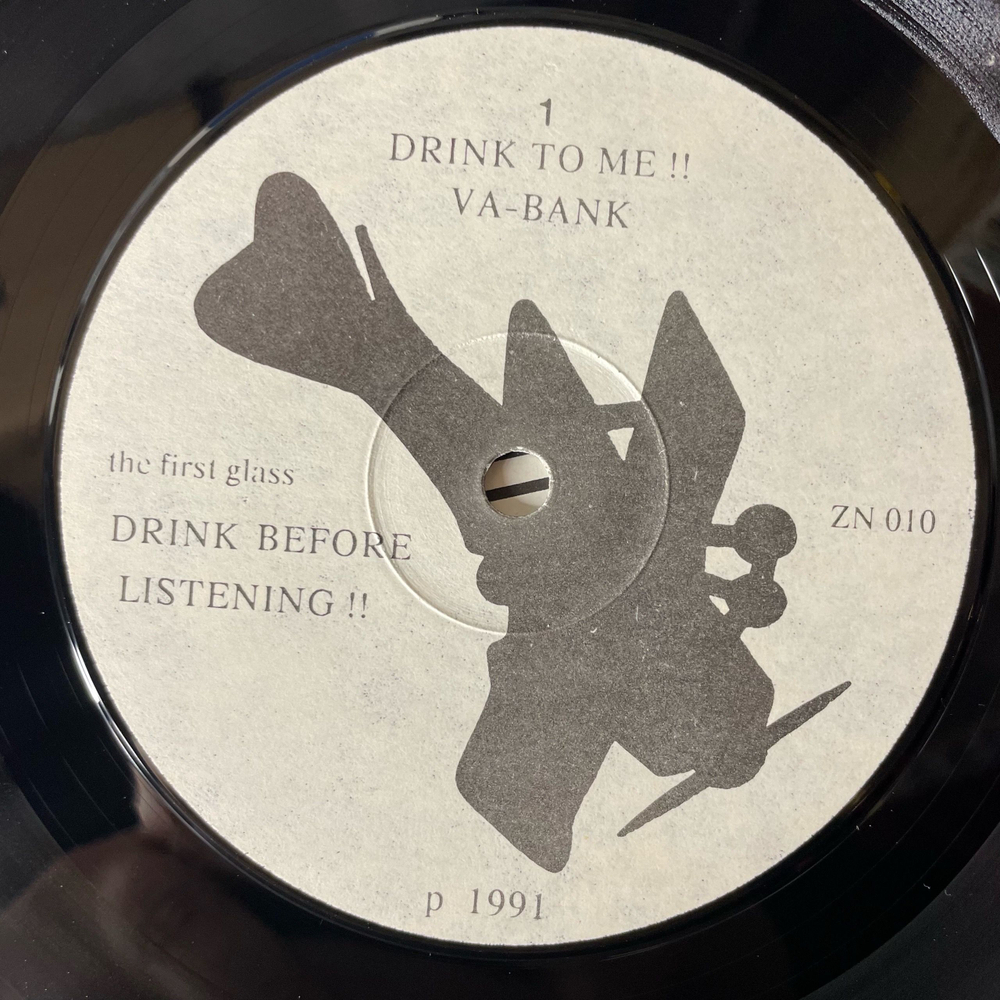 1
DRINK TO ME !!
VA-BANK
the first glass
DRINK BEFORE
LISTENING !!
ZN 010
p 1991